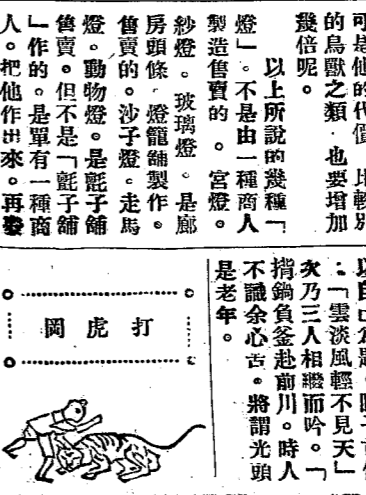 可是他的代價·比較別
的鳥獸之類·也要增加
幾倍呢。
以上所說的幾種「
燈」。不是由一種商人
製造售賣的。宮燈。
紗燈。玻璃燈。是廊
房頭條·燈籠舖製作。
售賣的。沙子燈。走馬
燈。動物燈。是氈子舖
售賣。但不是「氈子舖
」作的。是單有一種商
人。把他作出來。再發
：「雲淡風輕不見天」
次乃三人相繼而吟。「
揹鍋負釜赴前川。時人
不識余心苦。將謂光頭
是老年。
打虎岡